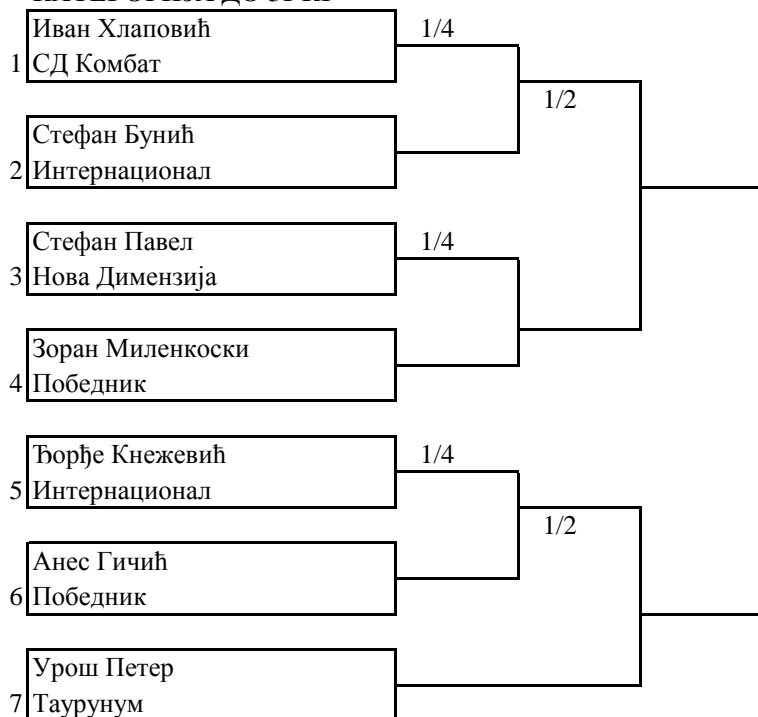 Иван Хлаповић
1/4
1 СД Комбат
1/2
Стефан Бунић
2 Интернационал
Стефан Павел
1/4
3 Нова Димензија
Зоран Миленкоски
4 Победник
Ђорђе Кнежевић
1/4
5 Интернационал
1/2
Анес Гичић
6 Победник
Урош Петер
7 Таурунум